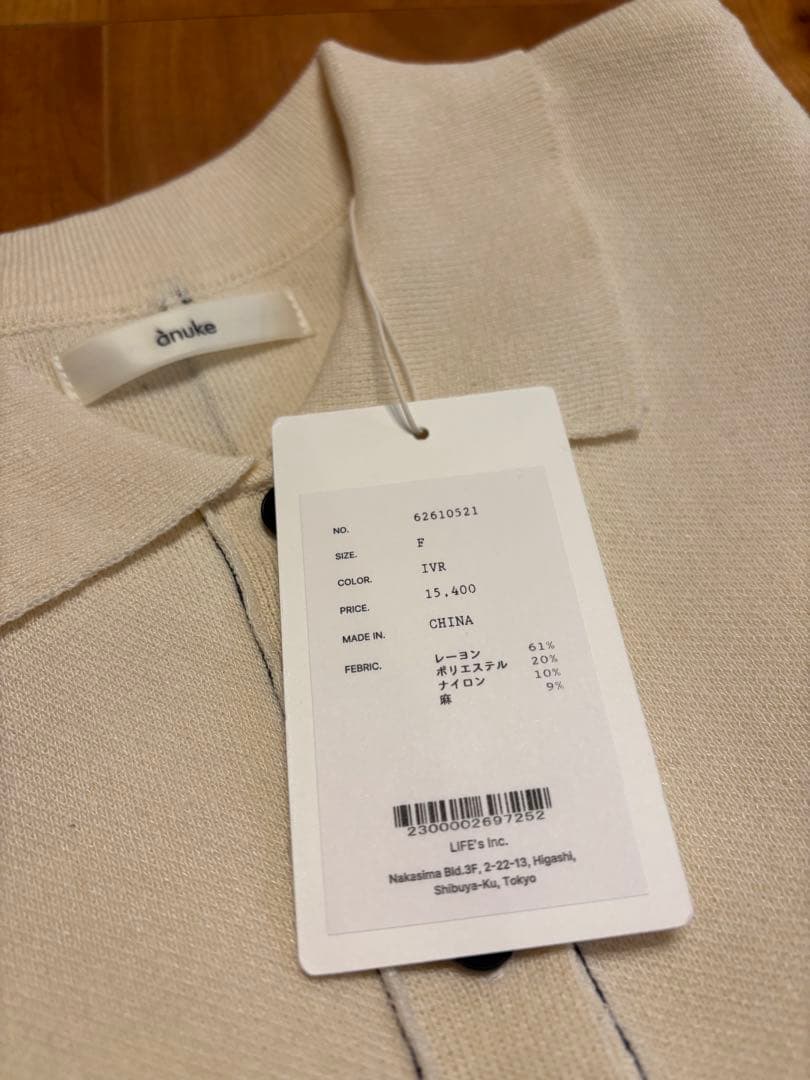 ànuke
NO. 62610521
SIZE. F
COLOR. IVR
PRICE. 15,400
MADE IN. CHINA
FEBRIC. レーヨン 61%
ポリエステル 20%
ナイロン 10%
麻 9%
2300002697252
LIFE's Inc.
Nakasima Bld.3F, 2-22-13, Higashi,
Shibuya-Ku, Tokyo